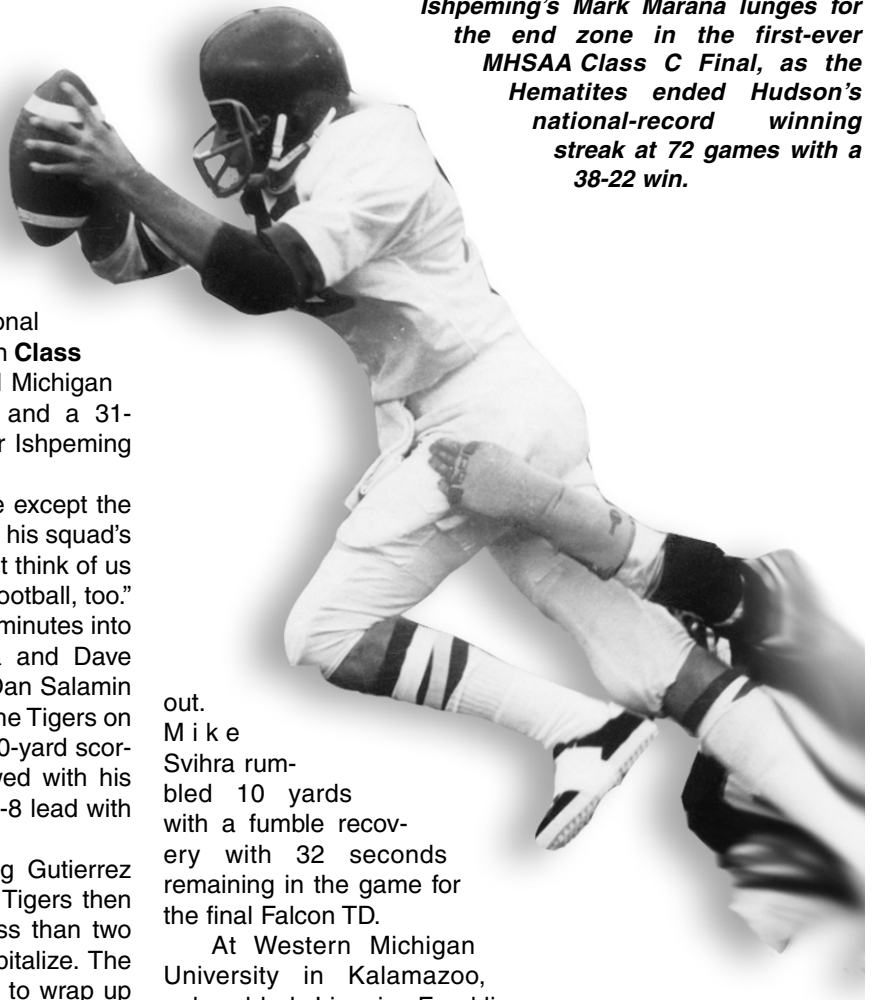 Ishpeming's Mark Marana lunges for
the end zone in the first-ever
MHSAA Class C Final, as the
Hematites ended Hudson's
national-record winning
streak at 72 games with a
38-22 win.
onal
n Class
l Michigan
and a 31-
r Ishpeming
e except the
his squad's
t think of us
ootball, too."
minutes into
and Dave
Dan Salamin
he Tigers on
0-yard scor-
ved with his
-8 lead with
g Gutierrez
Tigers then
ss than two
pitalize. The
to wrap up
out.
Mike
Svihra rum-
bled 10 yards
with a fumble recov-
ery with 32 seconds
remaining in the game for
the final Falcon TD.
At Western Michigan
University in Kalamazoo,